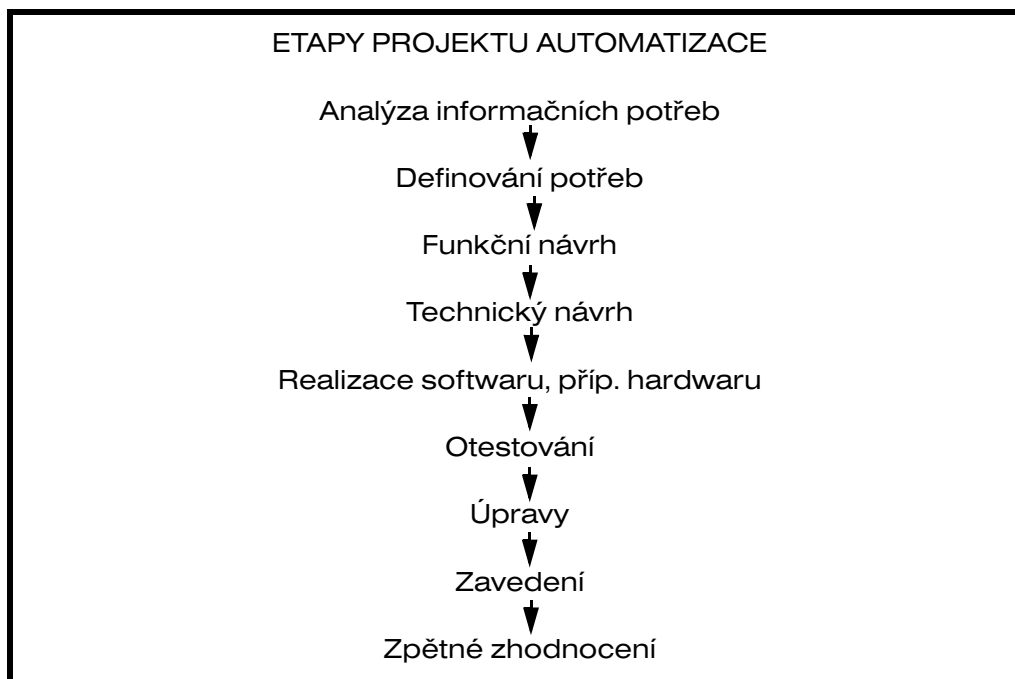 ETAPY PROJEKTU AUTOMATIZACE
Analýza informačních potřeb
Definování potřeb
Funkční návrh
Technický návrh
Realizace softwaru, příp. hardwaru
Otestování
Úpravy
Zavedení
Zpětné zhodnocení